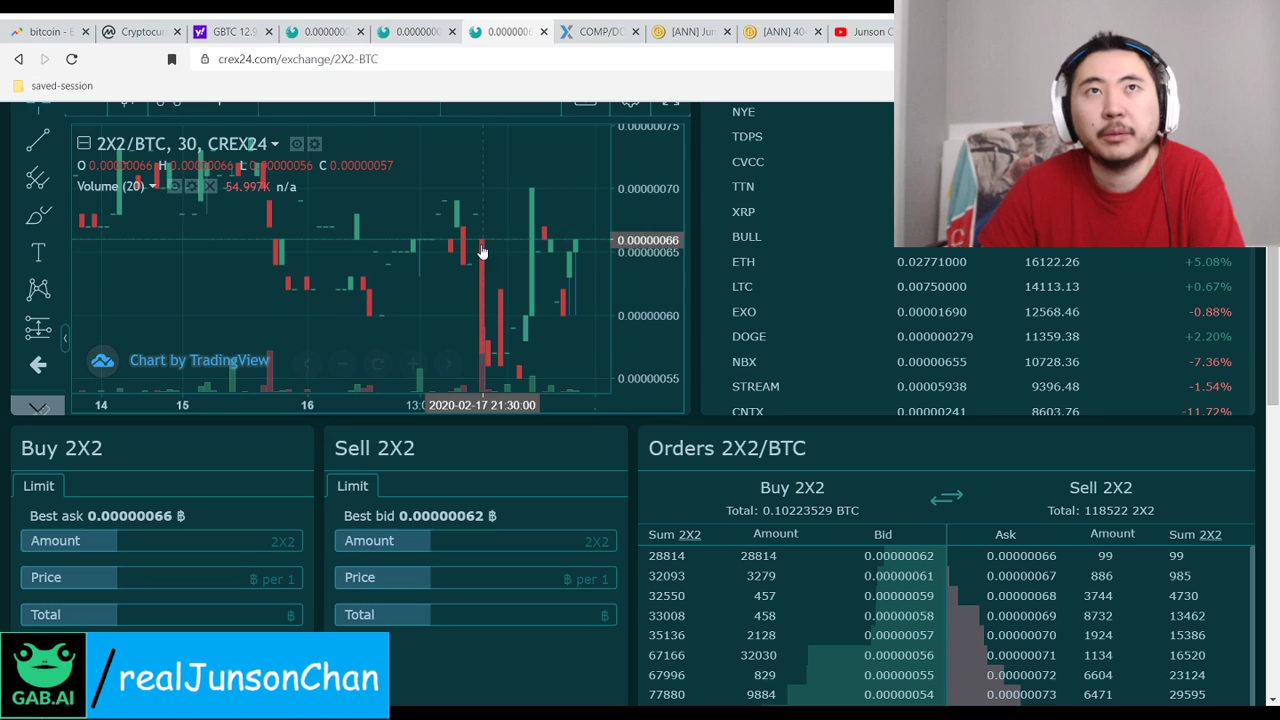 bitcoin - E
Cryptocur
GBTC 12.9
0.0000000
0.0000000
0.0000006
COMP/DC
[ANN] Jun
[ANN] 40
Junson C
crex24.com/exchange/2X2-BTC
saved-session
2X2/BTC, 30, CREX24
O 0.00000066 H 0.00000066 L 0.00000056 C 0.00000057
Volume (20) 54.997K n/a
0.00000075
0.00000070
0.00000066
0.00000065
0.00000060
0.00000055
Chart by TradingView
14 15 16 13:0 2020-02-17 21:30:00
NYE
TDPS
CVCC
TTN
XRP
BULL
ETH 0.02771000 16122.26 +5.08%
LTC 0.00750000 14113.13 +0.67%
EXO 0.00001690 12568.46 -0.88%
DOGE 0.000000279 11359.38 +2.20%
NBX 0.00000655 10728.36 -7.36%
STREAM 0.00005938 9396.48 -1.54%
CNTX 0.00000241 8603.76 -11.72%
Buy 2X2
Limit
Best ask 0.00000066 ฿
Amount 2X2
Price ฿ per 1
Total ฿
Sell 2X2
Limit
Best bid 0.00000062 ฿
Amount 2X2
Price ฿ per 1
Total ฿
Orders 2X2/BTC
Buy 2X2
Total: 0.10223529 BTC
Sell 2X2
Total: 118522 2X2
Sum 2X2 Amount Bid Ask Amount Sum 2X2
28814 28814 0.00000062 0.00000066 99 99
32093 3279 0.00000061 0.00000067 886 985
32550 457 0.00000059 0.00000068 3744 4730
33008 458 0.00000058 0.00000069 8732 13462
35136 2128 0.00000057 0.00000070 1924 15386
67166 32030 0.00000056 0.00000071 1134 16520
67996 829 0.00000055 0.00000072 6604 23124
77880 9884 0.00000054 0.00000073 6471 29595
GAB.AI
/realJunsonChan